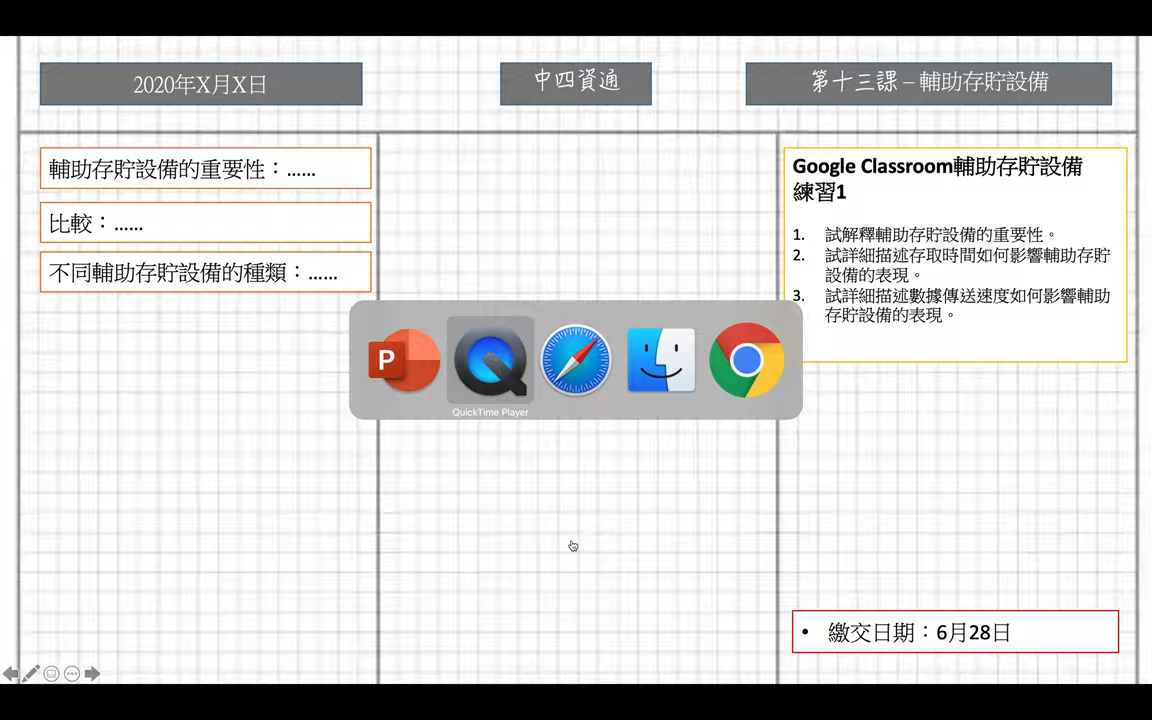 2020年X月X日
中四資通
第十三課 – 輔助存貯設備
輔助存貯設備的重要性：......
比較：......
不同輔助存貯設備的種類：......
Google Classroom輔助存貯設備
練習1
1. 試解釋輔助存貯設備的重要性。
2. 試詳細描述存取時間如何影響輔助存貯
設備的表現。
3. 試詳細描述數據傳送速度如何影響輔助
存貯設備的表現。
P
QuickTime Player
• 繳交日期：6月28日